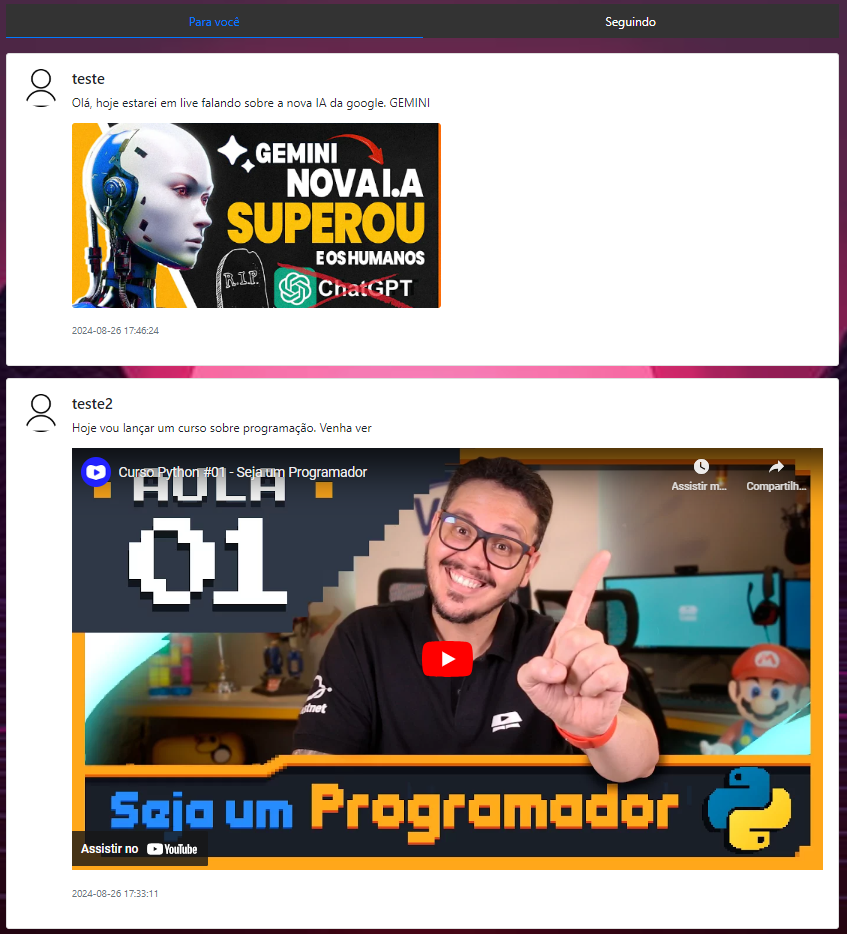 Para você
Seguindo
teste
Olá, hoje estarei em live falando sobre a nova IA da google. GEMINI
GEMINI
NOVA I.A
SUPEROU
E OS HUMANOS
R.I.P.
ChatGPT
2024-08-26 17:46:24
teste2
Hoje vou lançar um curso sobre programação. Venha ver
Curso Python #01 - Seja um Programador
Assistir m...
Compartilh...
AULA
01
Seja um Programador
Assistir no YouTube
2024-08-26 17:33:11